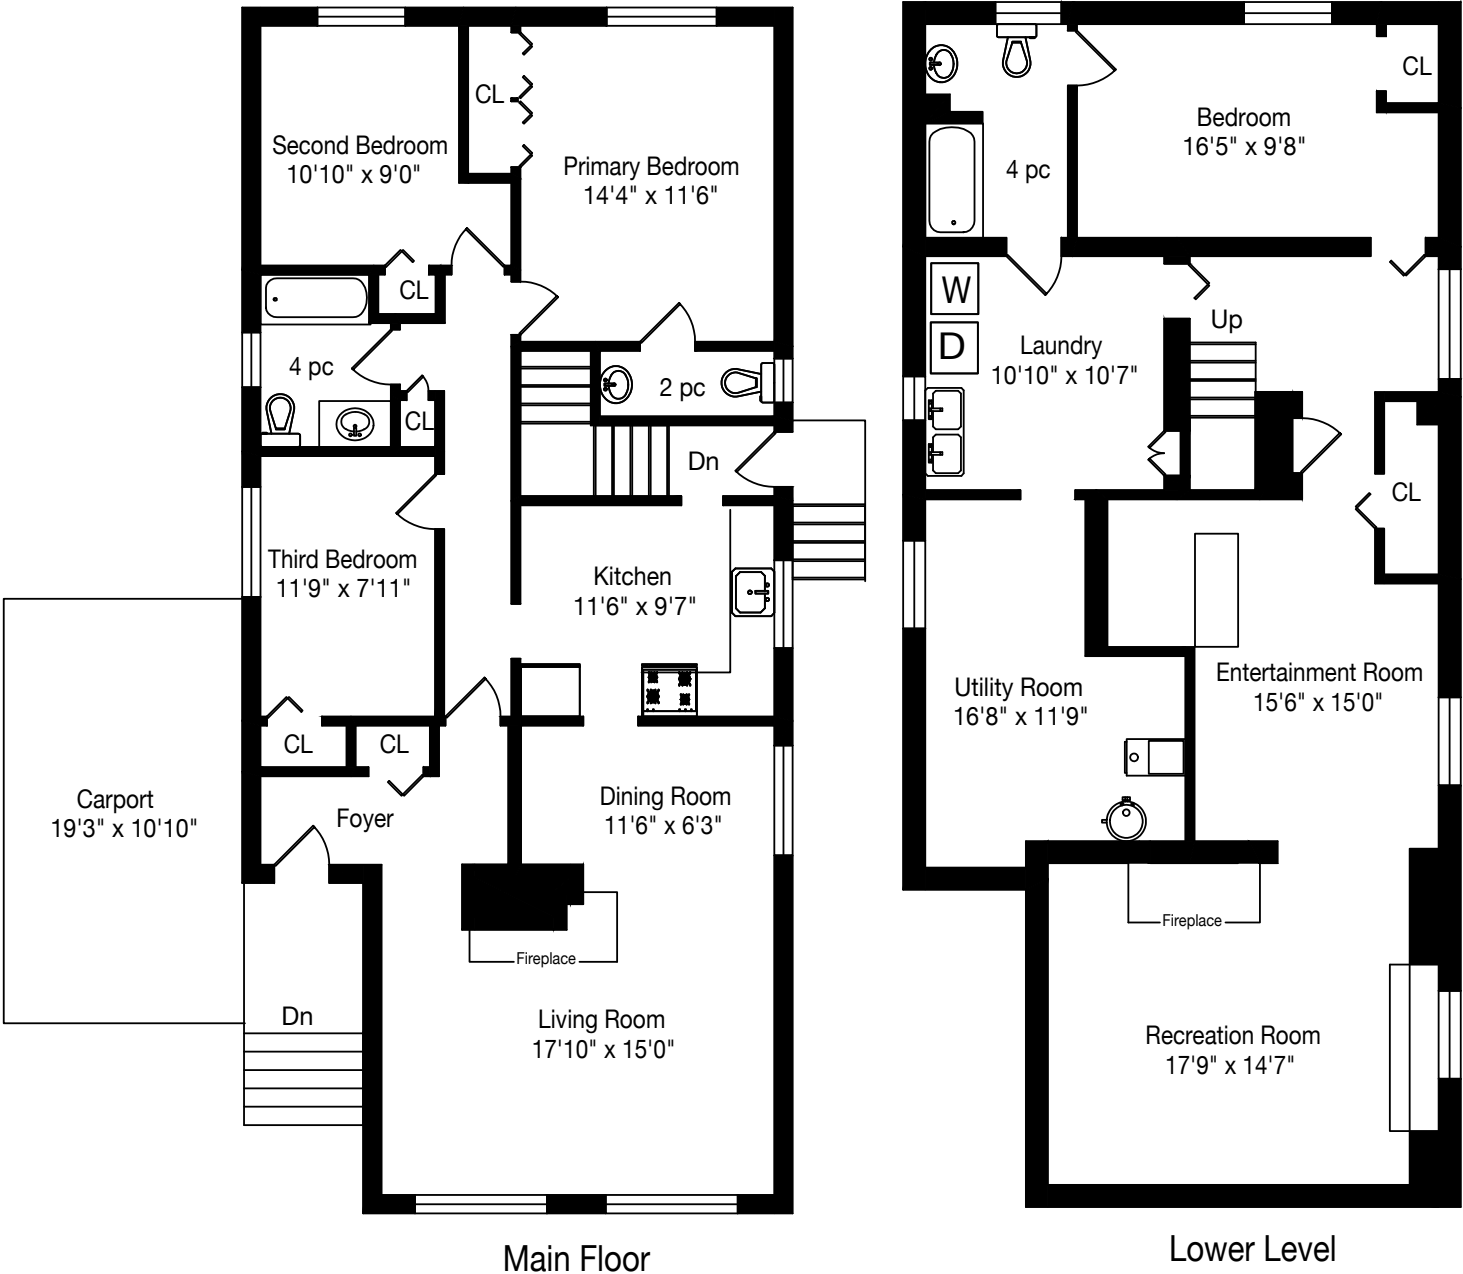 Second Bedroom
10'10" x 9'0"
CL
Primary Bedroom
14'4" x 11'6"
CL
4 pc
CL
2 pc
Dn
Third Bedroom
11'9" x 7'11"
Kitchen
11'6" x 9'7"
CL
CL
Foyer
Dining Room
11'6" x 6'3"
Carport
19'3" x 10'10"
Fireplace
Dn
Living Room
17'10" x 15'0"
Main Floor
CL
Bedroom
16'5" x 9'8"
4 pc
W
D
Up
Laundry
10'10" x 10'7"
CL
Utility Room
16'8" x 11'9"
Entertainment Room
15'6" x 15'0"
Fireplace
Recreation Room
17'9" x 14'7"
Lower Level